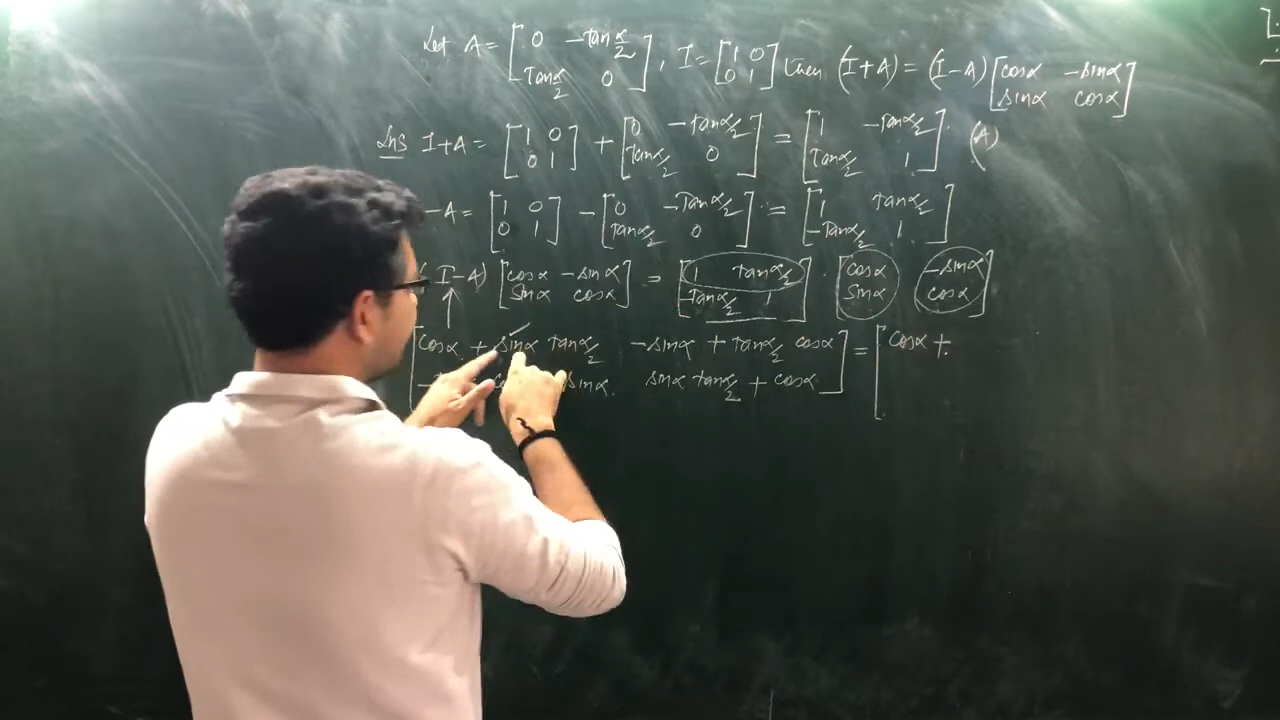 Let A = [0 -tan α/2 Tan α/2 0], I = [1 0 0 1] then (I+A) = (I-A) [cosα -sinα sinα cosα]
Ans I+A = [1 0 0 1] + [0 -tan α/2 tan α/2 0] = [1 -Tan α/2 Tan α/2 1] (A)
-A = [1 0 0 1] - [0 -Tan α/2 Tan α/2 0] = [1 tan α/2 -Tan α/2 1]
( I-A) [cosα -sinα Sinα cosα] = [1 tan α/2 -Tan α/2 1] · [cosα Sinα -sinα cosα]
[cosα + sinα tan α/2 -sinα + tan α/2 cosα
sinα sinα tan α/2 + cosα] = [cosα +